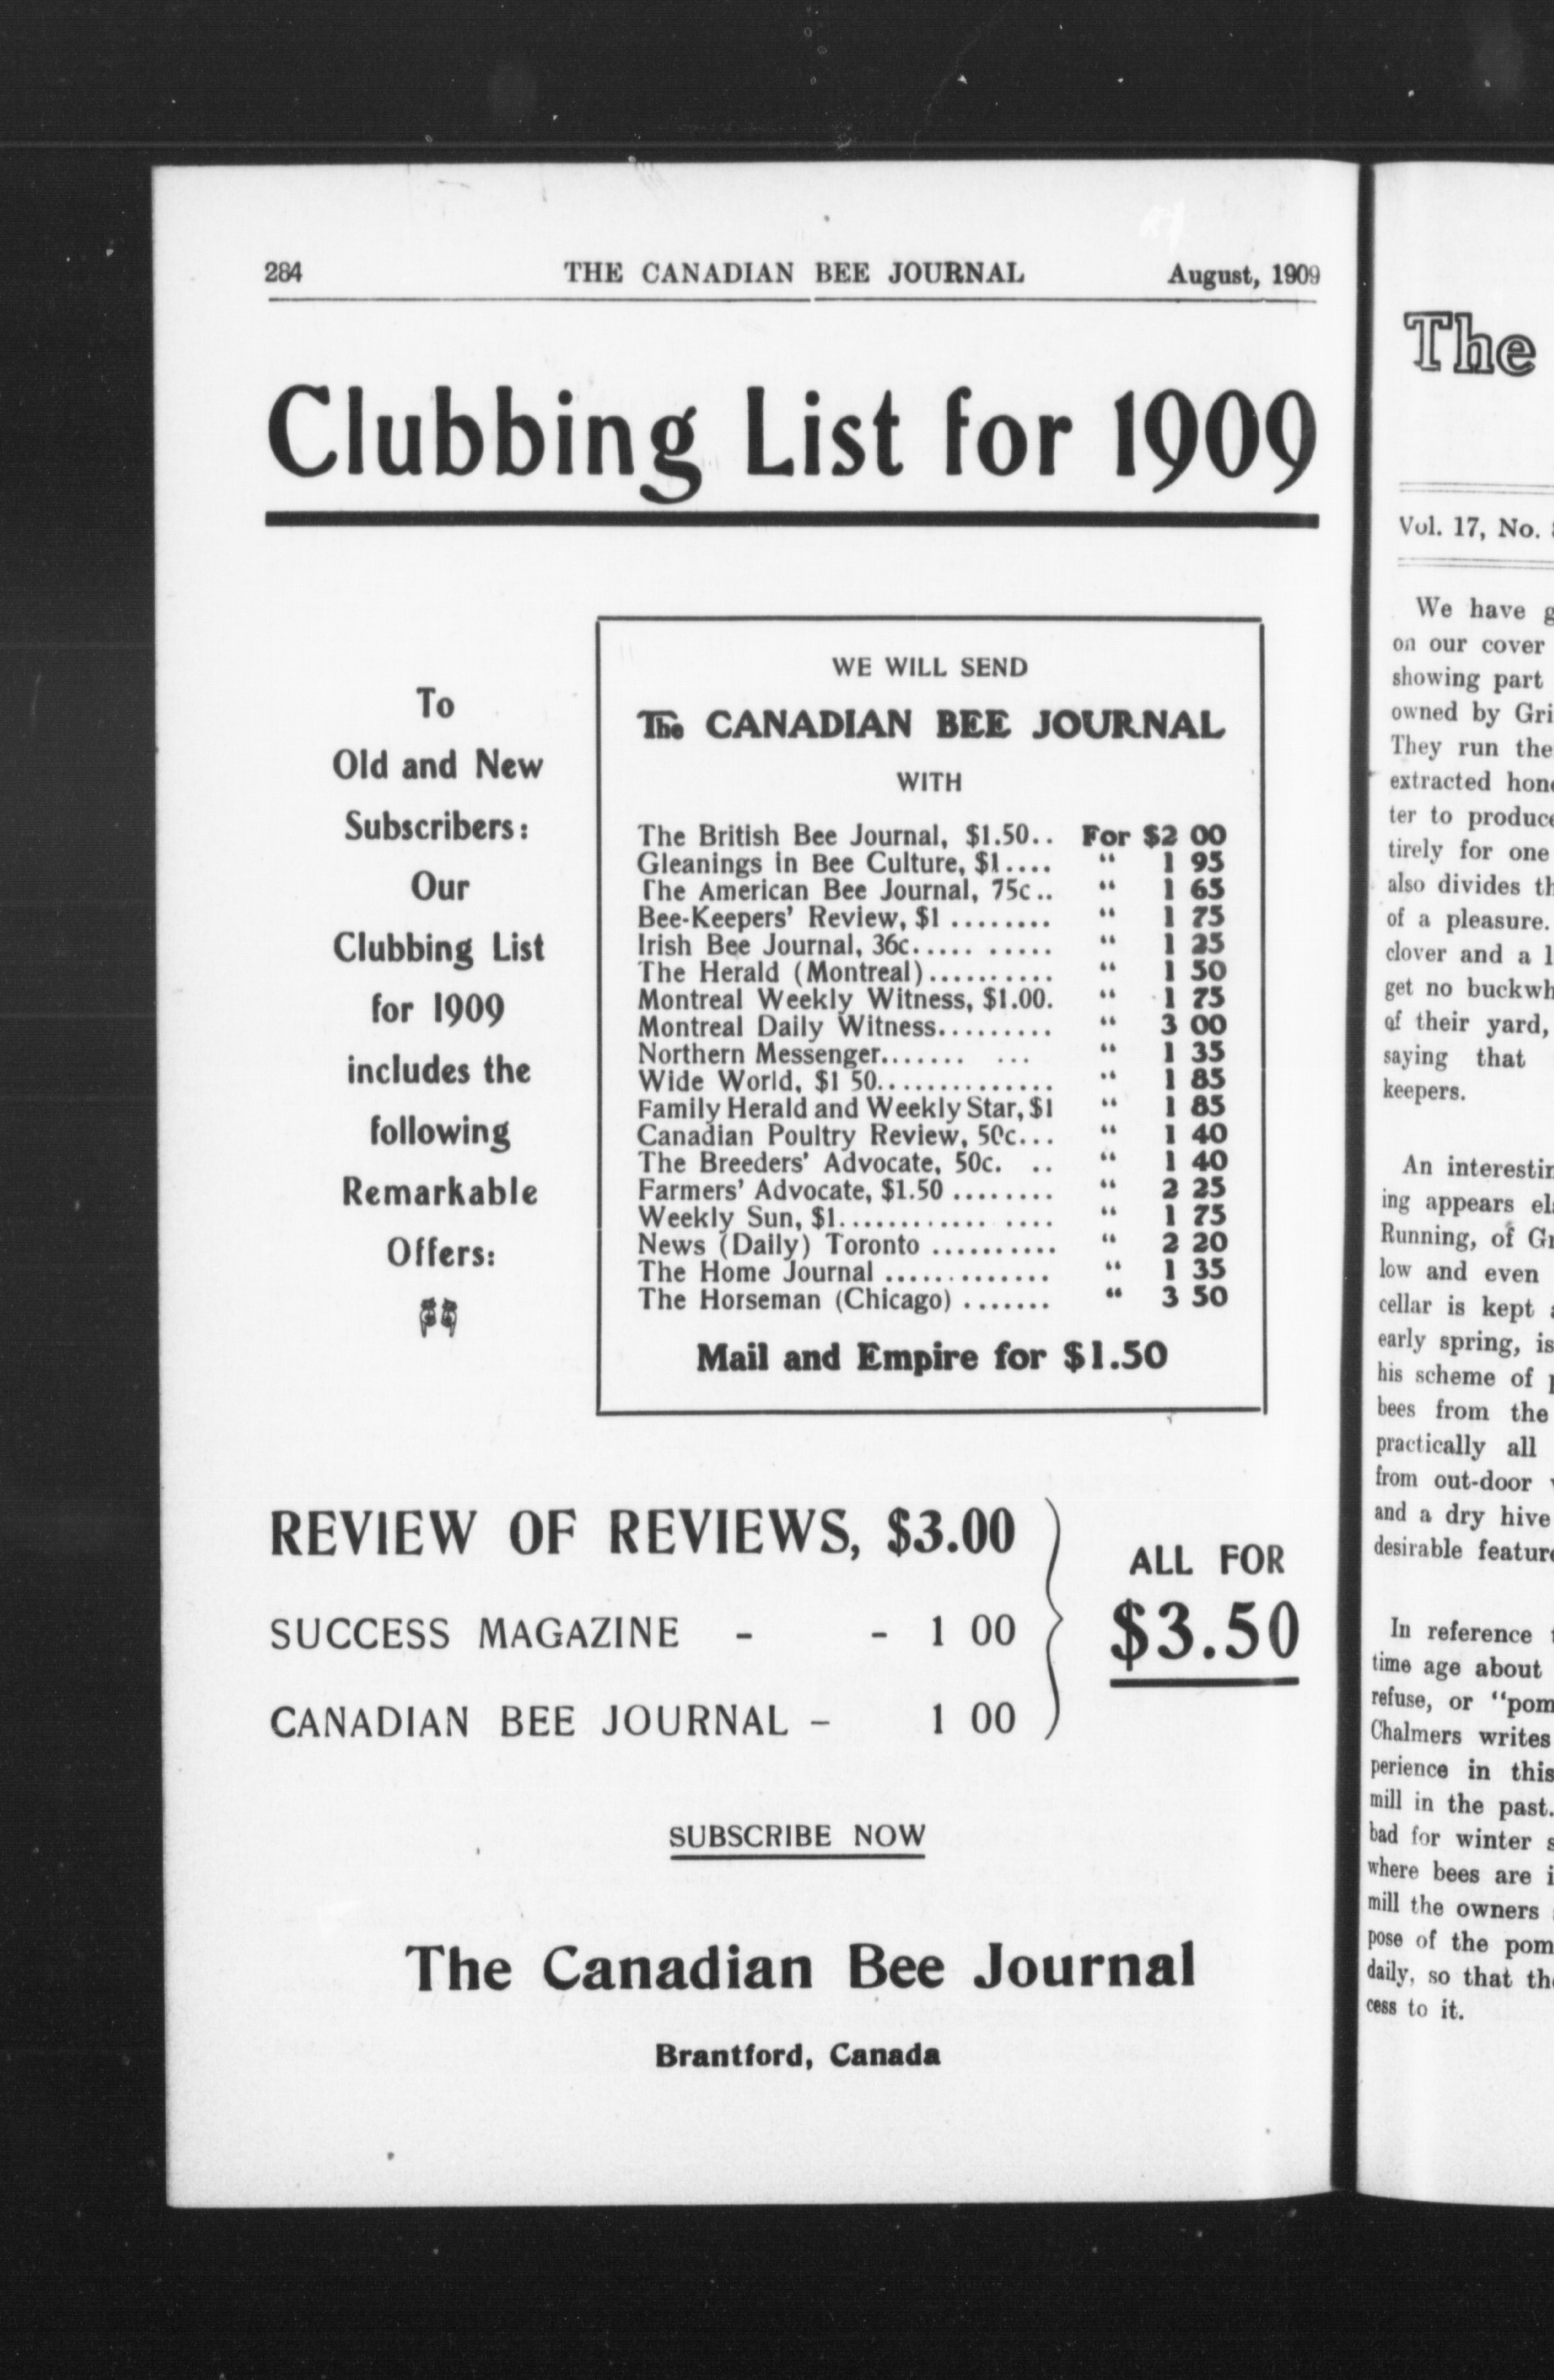 284 THE CANADIAN BEE JOURNAL August, 1909
Clubbing List for 1909
To
Old and New
Subscribers:
Our
Clubbing List
for 1909
includes the
following
Remarkable
Offers:
WE WILL SEND
The CANADIAN BEE JOURNAL
WITH
The British Bee Journal, $1.50.. For $2 00
Gleanings in Bee Culture, $1.... “ 1 95
The American Bee Journal, 75c.. “ 1 65
Bee-Keepers' Review, $1 ........ “ 1 75
Irish Bee Journal, 36c..... ..... “ 1 25
The Herald (Montreal).......... “ 1 50
Montreal Weekly Witness, $1.00. “ 1 75
Montreal Daily Witness......... “ 3 00
Northern Messenger....... ... “ 1 35
Wide World, $1 50.............. “ 1 85
Family Herald and Weekly Star, $1 “ 1 85
Canadian Poultry Review, 50c... “ 1 40
The Breeders' Advocate, 50c. .. “ 1 40
Farmers' Advocate, $1.50 ........ “ 2 25
Weekly Sun, $1............. .... “ 1 75
News (Daily) Toronto .......... “ 2 20
The Home Journal ............. “ 1 35
The Horseman (Chicago) ....... “ 3 50
Mail and Empire for $1.50
REVIEW OF REVIEWS, $3.00
SUCCESS MAGAZINE - - 1 00
CANADIAN BEE JOURNAL - 1 00
ALL FOR
$3.50
SUBSCRIBE NOW
The Canadian Bee Journal
Brantford, Canada
The
Vol. 17, No.
We have
on our cover
showing part
owned by
They run the
extracted
ter to
tirely for one
also divides
of a pleasure.
clover and a
get no
of their yard,
saying that
keepers.
An
ing appears
Running, of
low and even
cellar is kept
early spring, is
his scheme of
bees from the
practically all
from out-door
and a dry hive
desirable
In reference
time age about
refuse, or
Chalmers writes
perience in this
mill in the past.
bad for winter
where bees are
mill the owners
pose of the
daily, so that
cess to it.